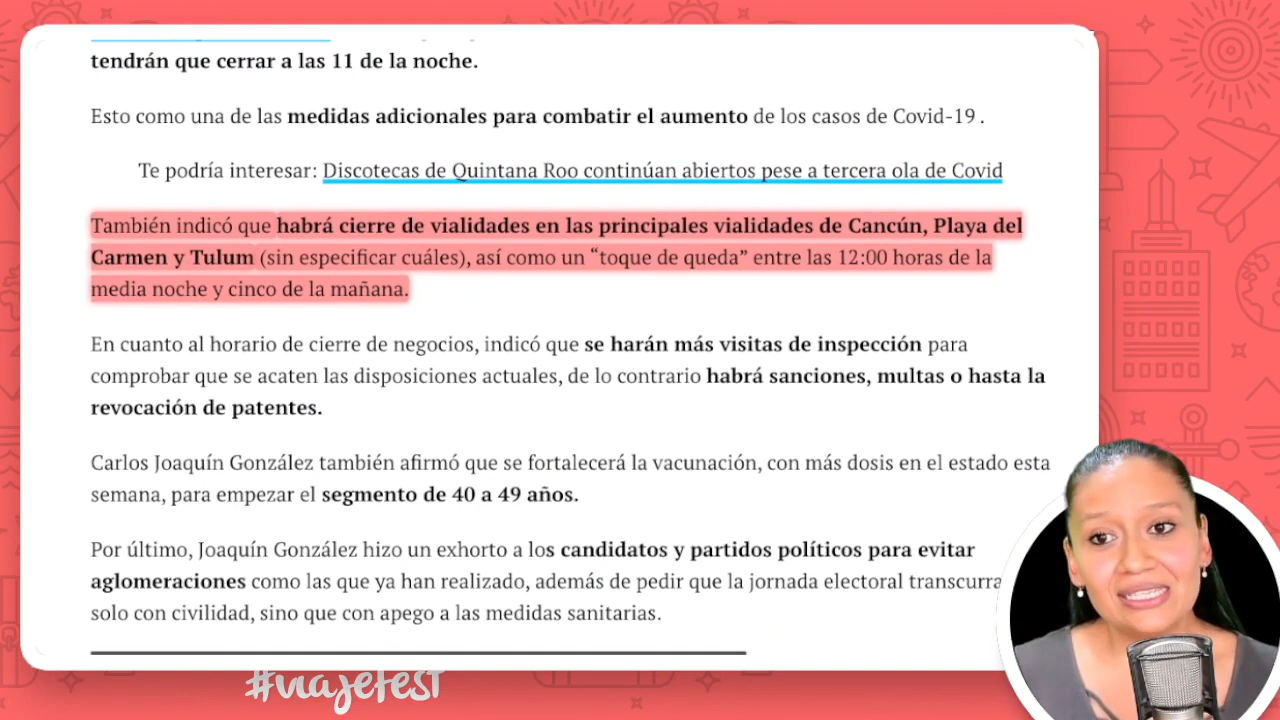 tendrán que cerrar a las 11 de la noche.
Esto como una de las medidas adicionales para combatir el aumento de los casos de Covid-19 .
Te podría interesar: Discotecas de Quintana Roo continúan abiertos pese a tercera ola de Covid
También indicó que habrá cierre de vialidades en las principales vialidades de Cancún, Playa del
Carmen y Tulum (sin especificar cuáles), así como un “toque de queda” entre las 12:00 horas de la
media noche y cinco de la mañana.
En cuanto al horario de cierre de negocios, indicó que se harán más visitas de inspección para
comprobar que se acaten las disposiciones actuales, de lo contrario habrá sanciones, multas o hasta la
revocación de patentes.
Carlos Joaquín González también afirmó que se fortalecerá la vacunación, con más dosis en el estado esta
semana, para empezar el segmento de 40 a 49 años.
Por último, Joaquín González hizo un exhorto a los candidatos y partidos políticos para evitar
aglomeraciones como las que ya han realizado, además de pedir que la jornada electoral transcurra
solo con civilidad, sino que con apego a las medidas sanitarias.
#viajefest